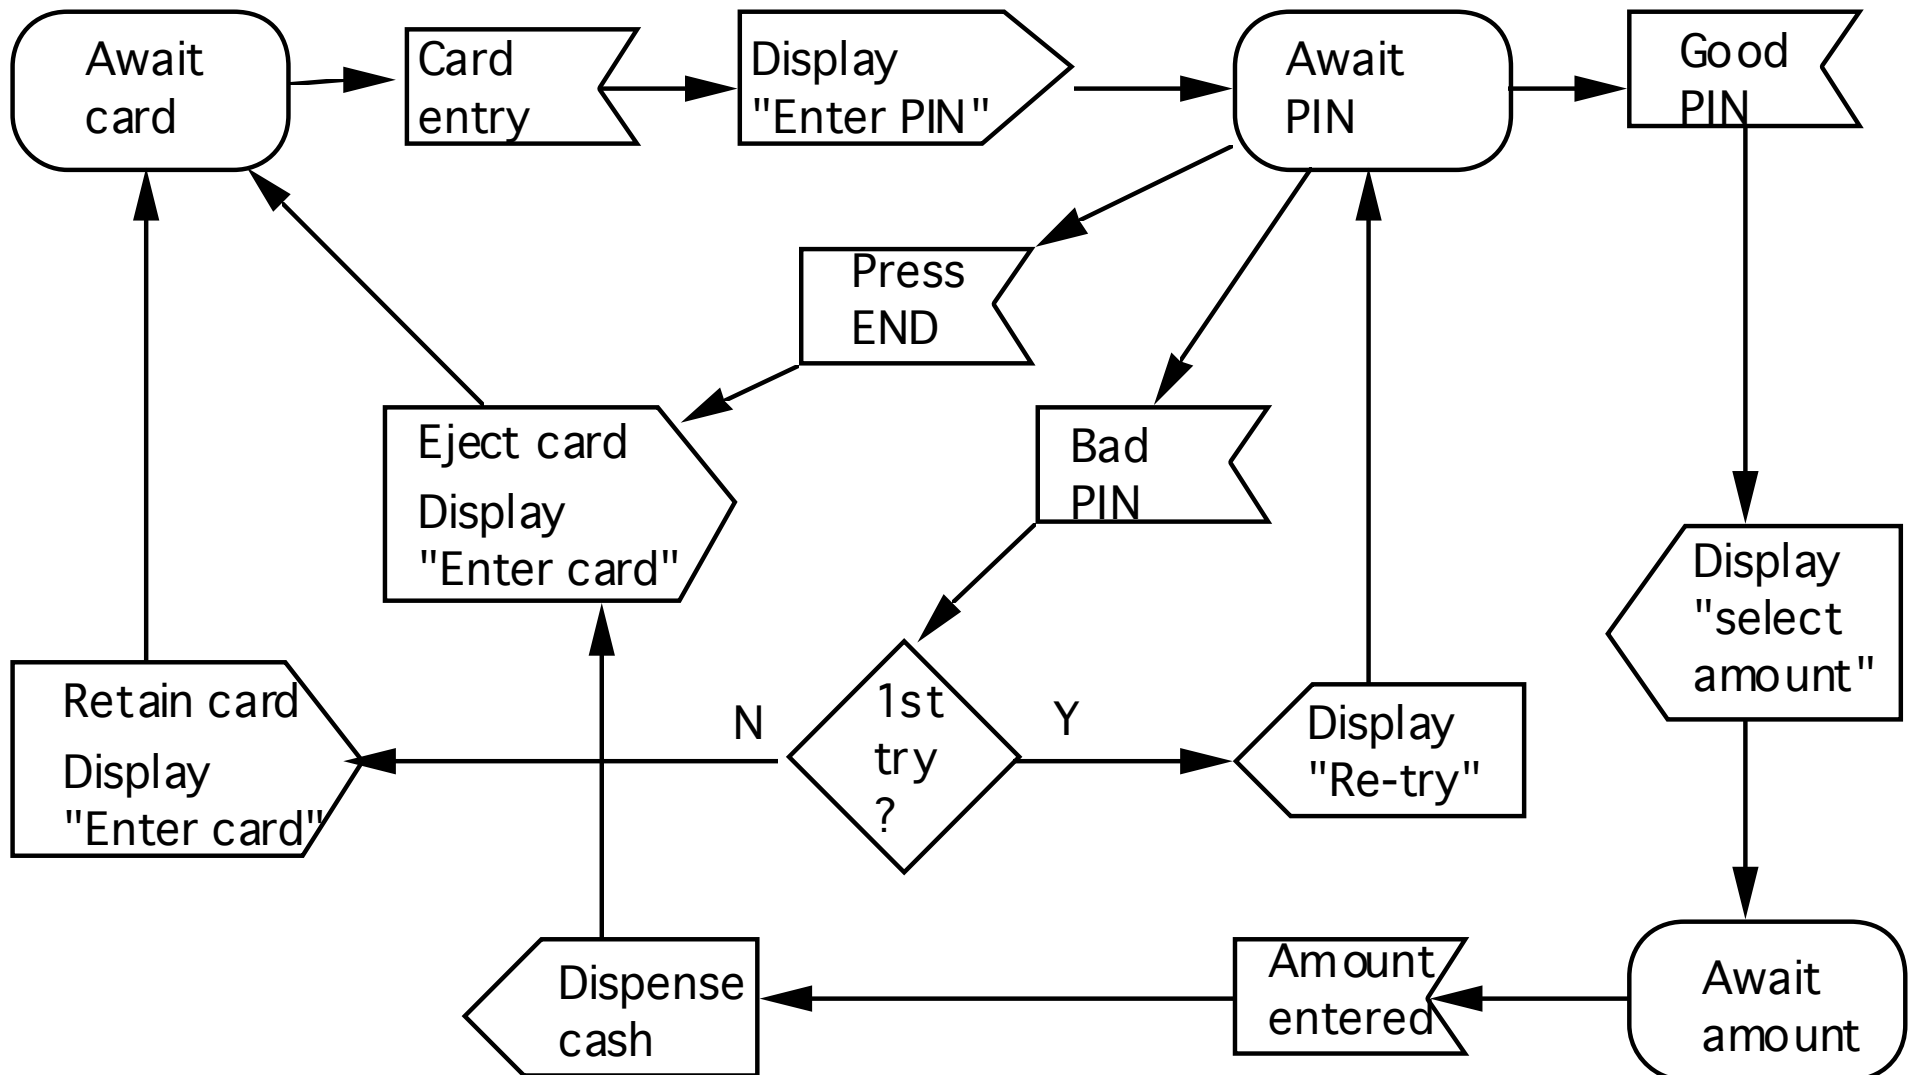 Await
card
Card
entry
Display
"Enter PIN"
Await
PIN
Good
PIN
Press
END
Eject card
Display
"Enter card"
Bad
PIN
Display
"select
amount"
Retain card
Display
"Enter card"
N
1st
try
?
Y
Display
"Re-try"
Dispense
cash
Amount
entered
Await
amount